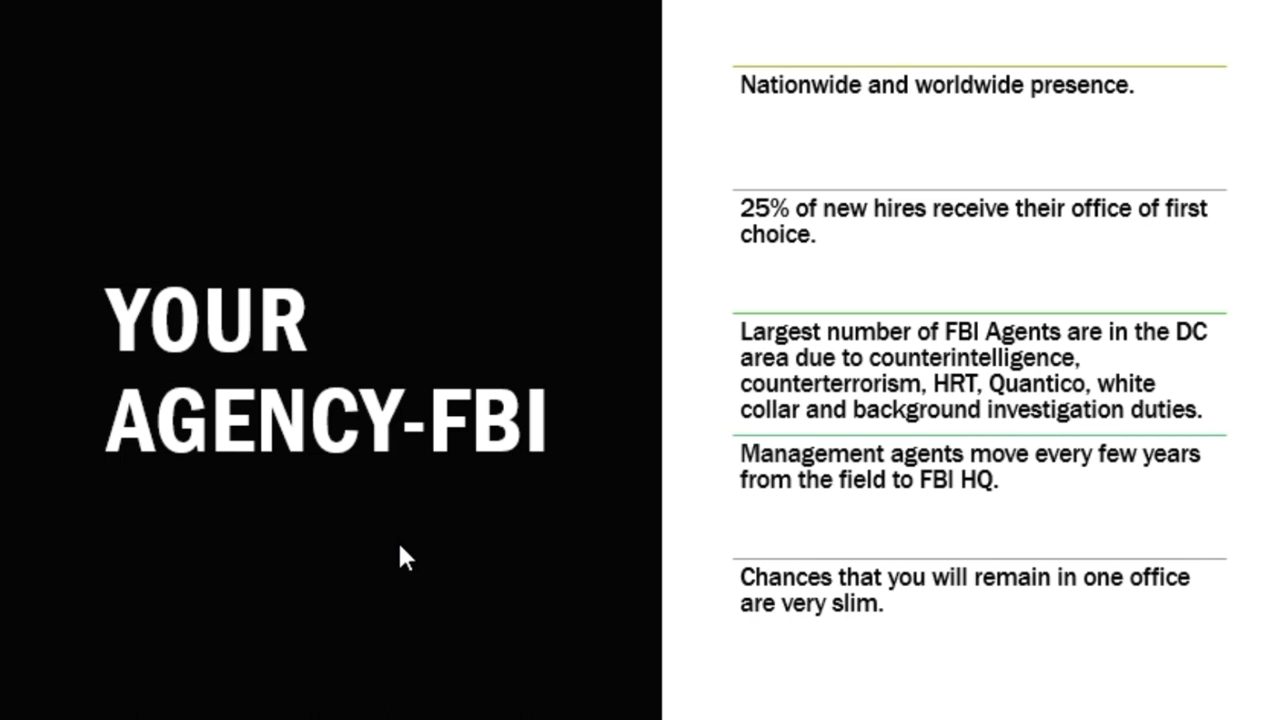 YOUR
AGENCY-FBI
Nationwide and worldwide presence.
25% of new hires receive their office of first
choice.
Largest number of FBI Agents are in the DC
area due to counterintelligence,
counterterrorism, HRT, Quantico, white
collar and background investigation duties.
Management agents move every few years
from the field to FBI HQ.
Chances that you will remain in one office
are very slim.